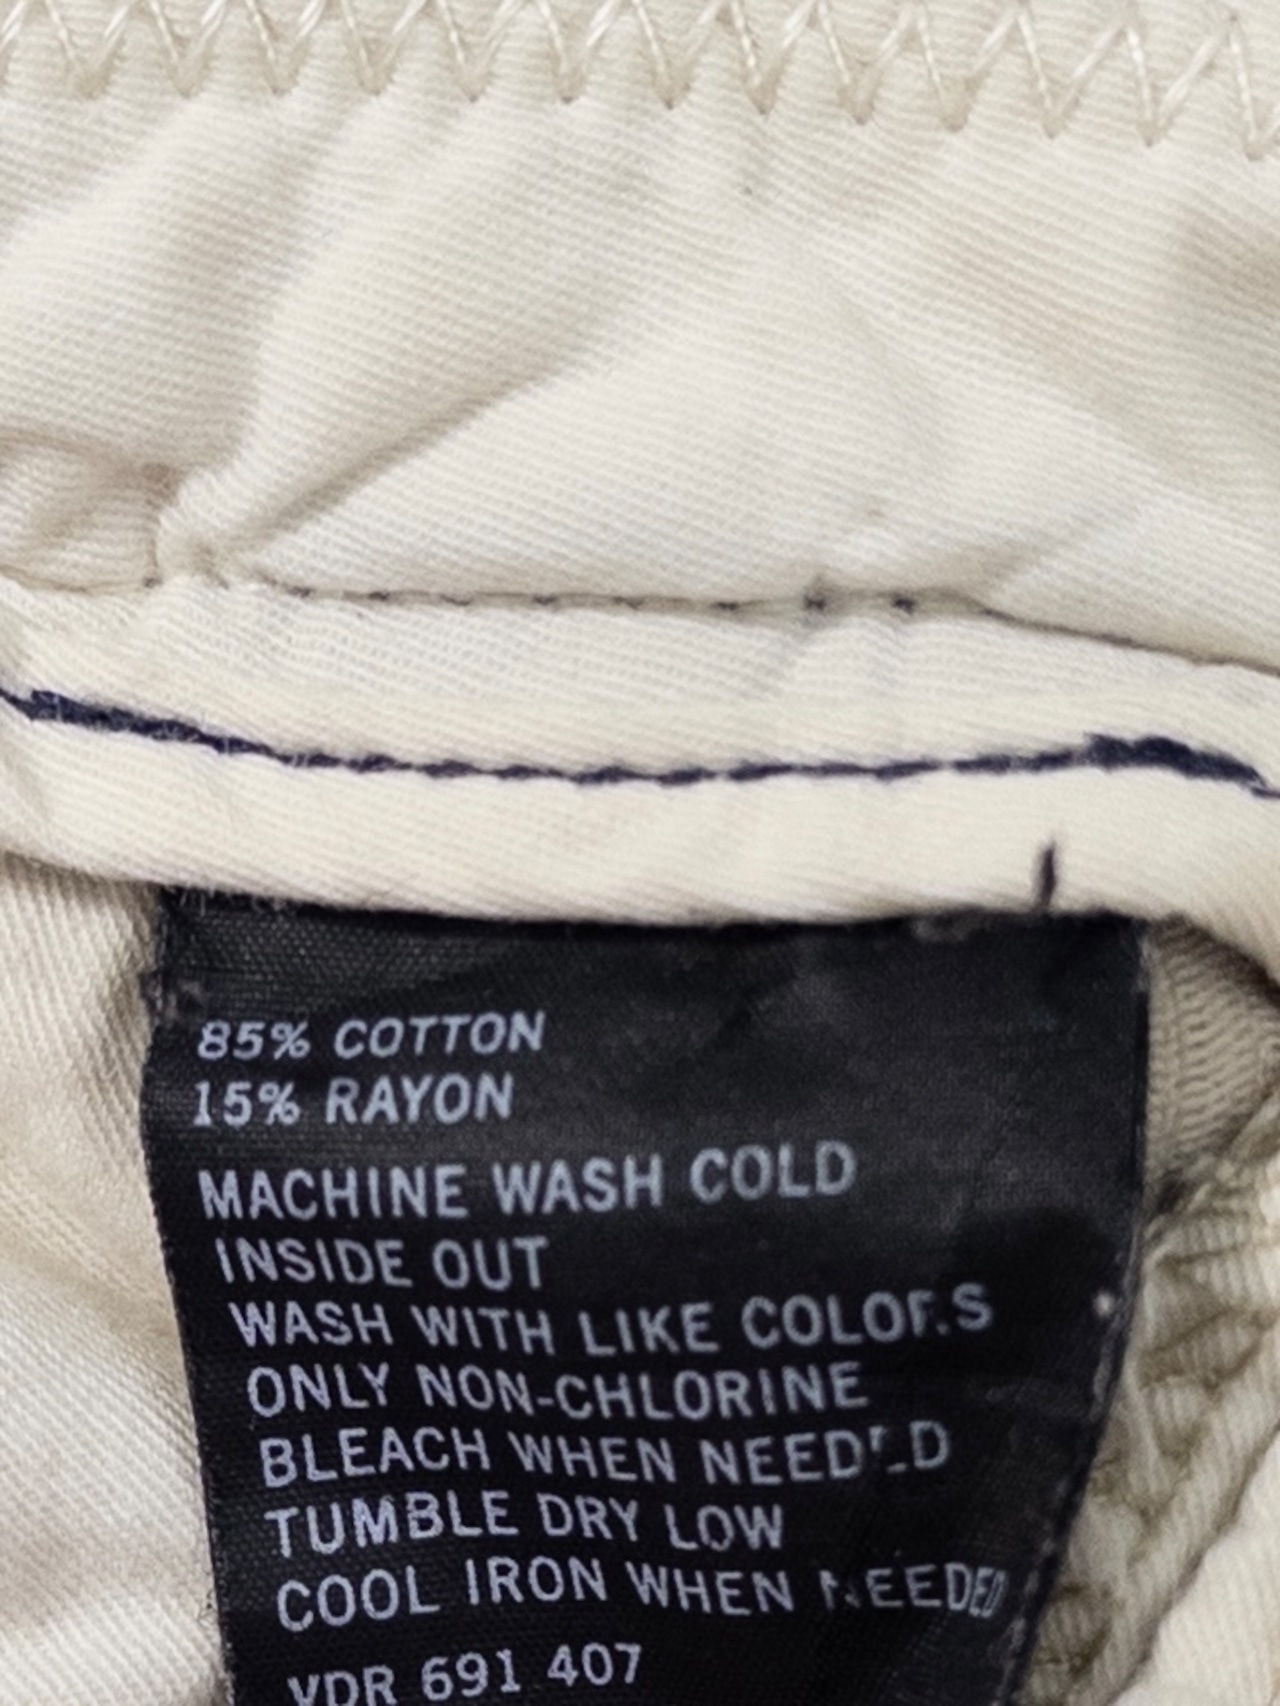 85% COTTON
15% RAYON
MACHINE WASH COLD
INSIDE OUT
WASH WITH LIKE COLORS
ONLY NON-CHLORINE
BLEACH WHEN NEEDED
TUMBLE DRY LOW
COOL IRON WHEN NEEDED
VDR 691 407